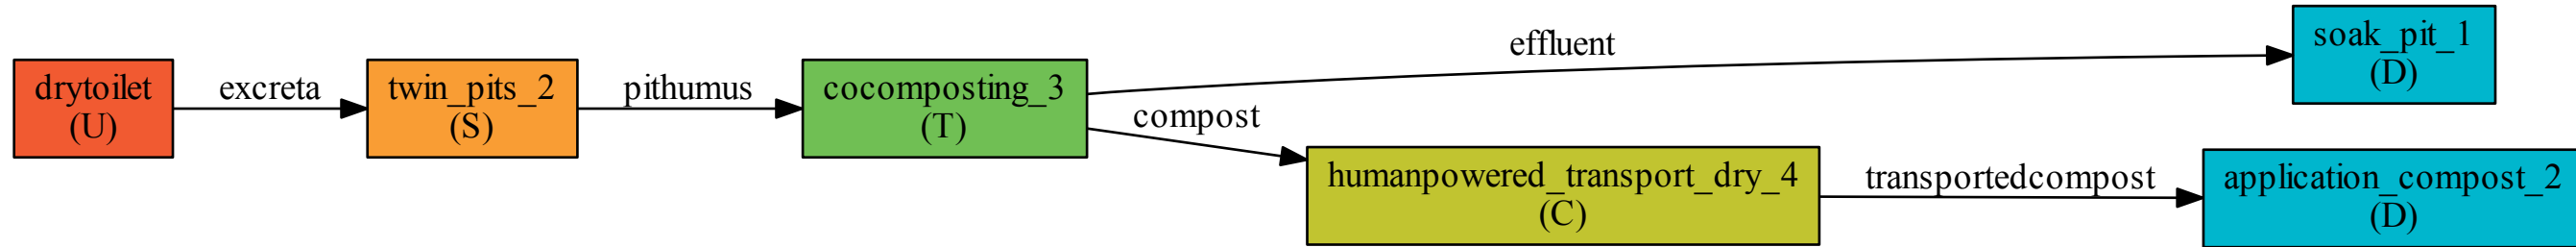 drytoilet
(U)
excreta
twin_pits_2
(S)
pithumus
cocomposting_3
(T)
effluent
soak_pit_1
(D)
compost
humanpowered_transport_dry_4
(C)
transportedcompost
application_compost_2
(D)